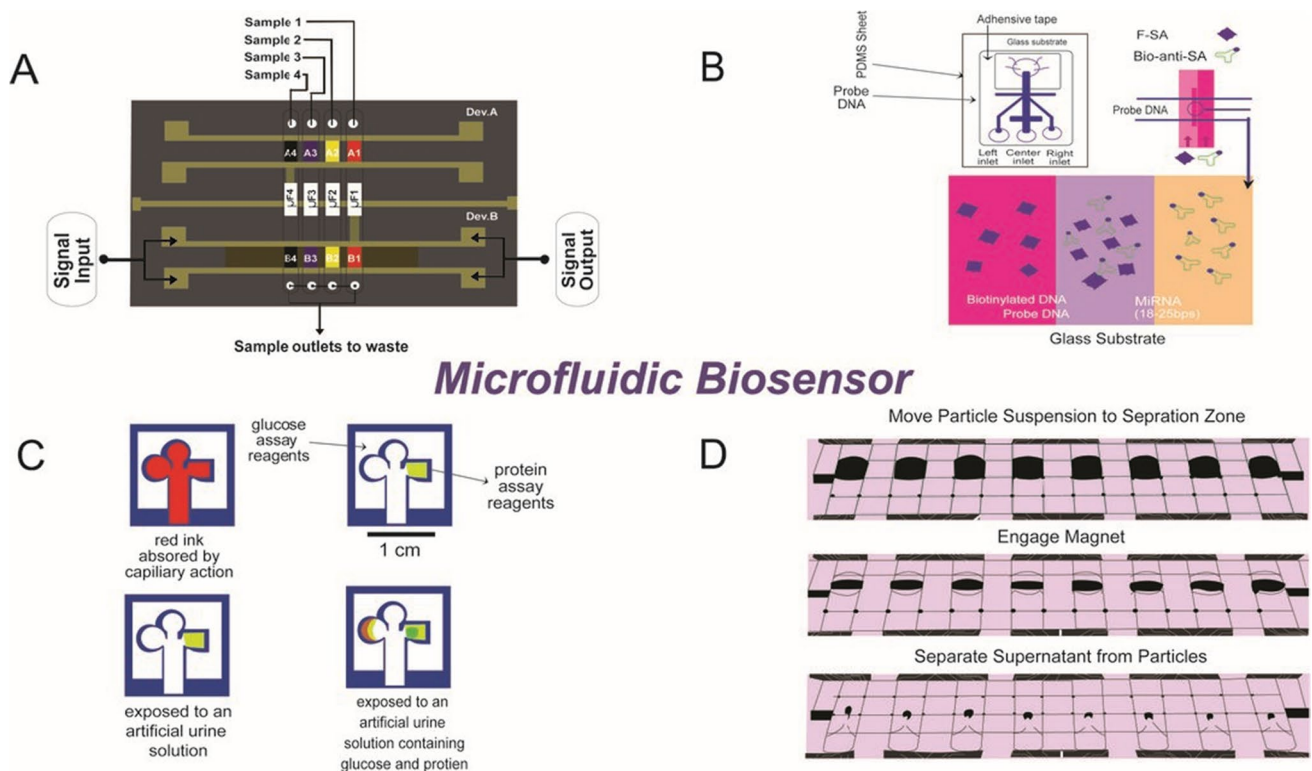 A
Sample 1
Sample 2
Sample 3
Sample 4
Dev.A
A4 A3 A2 A1
µF4 µF3 µF2 µF1
Dev.B
B4 B3 B2 B1
Signal
Input
Signal
Output
Sample outlets to waste
B
Adhensive tape
Glass substrate
PDMS Sheet
Probe
DNA
Left
inlet
Center
inlet
Right
inlet
F-SA
Bio-anti-SA
Probe DNA
Biotinylated DNA
Probe DNA
MiRNA
(18-25bps)
Glass Substrate
Microfluidic Biosensor
C
red ink
absored by
capiliary action
glucose
assay
reagents
protein
assay
reagents
1 cm
exposed to an
artificial urine
solution
exposed to an
artificial urine
solution containing
glucose and protien
D
Move Particle Suspension to Sepration Zone
Engage Magnet
Separate Supernatant from Particles